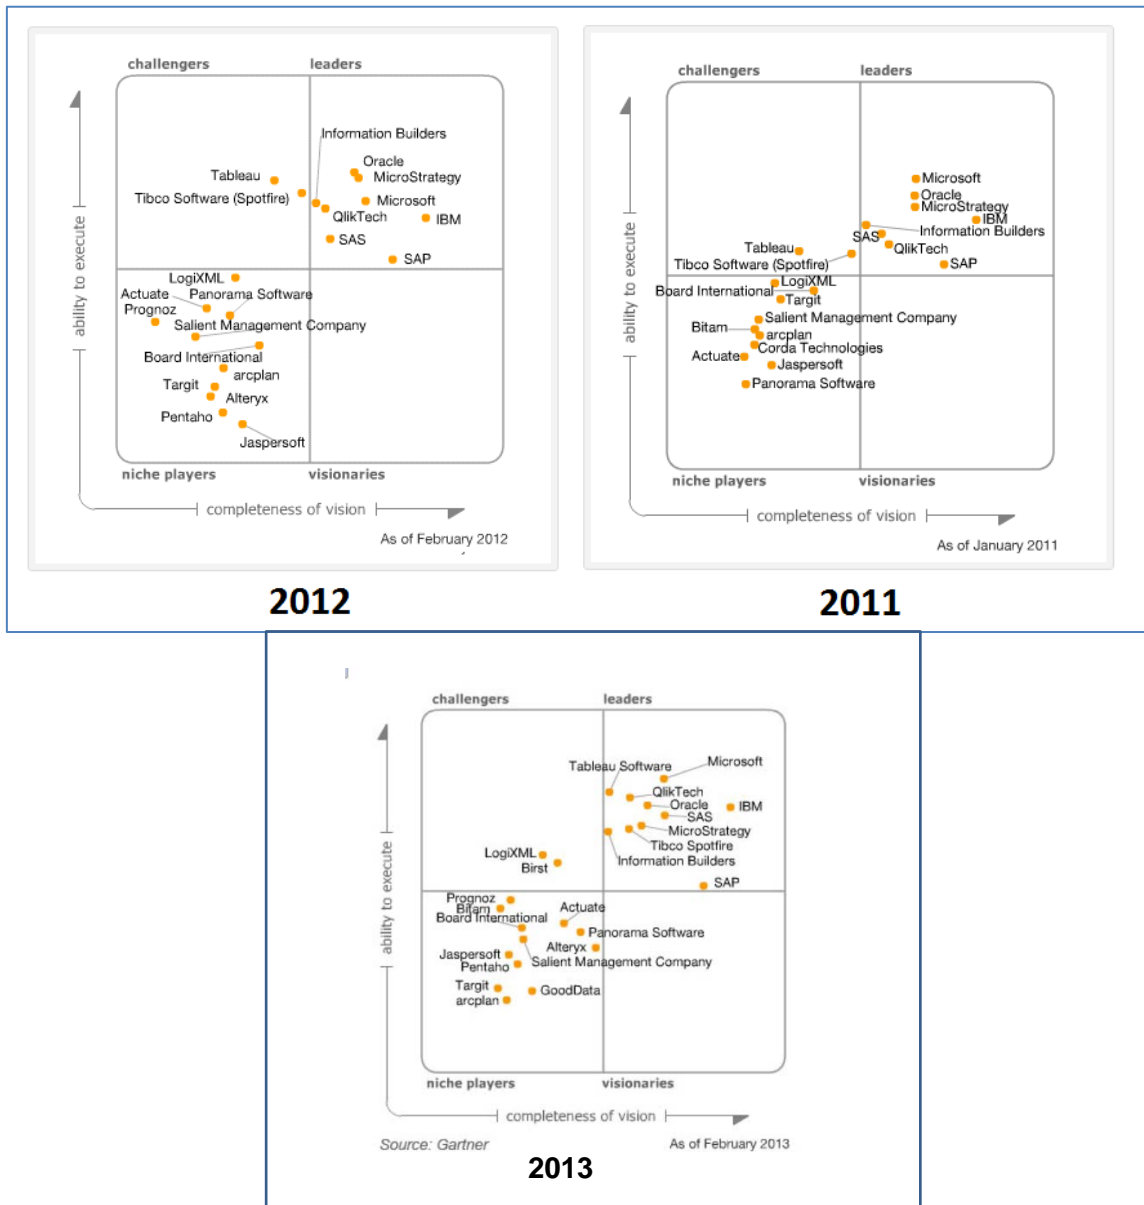 challengers
leaders
Information Builders
Oracle
Tableau
MicroStrategy
Tibco Software (Spotfire)
Microsoft
QlikTech
IBM
SAS
SAP
LogiXML
Actuate
Panorama Software
Prognoz
Salient Management Company
Board International
arcplan
Targit
Alteryx
Pentaho
Jaspersoft
niche players
visionaries
ability to execute
completeness of vision
As of February 2012
2012
challengers
leaders
Microsoft
Oracle
MicroStrategy
IBM
Information Builders
SAS
Tableau
QlikTech
Tibco Software (Spotfire)
SAP
LogiXML
Board International
Targit
Salient Management Company
Bitam
arcplan
Corda Technologies
Actuate
Jaspersoft
Panorama Software
niche players
visionaries
ability to execute
completeness of vision
As of January 2011
2011
challengers
leaders
Tableau Software
Microsoft
QlikTech
Oracle
IBM
SAS
MicroStrategy
Tibco Spotfire
LogiXML
Information Builders
Birst
SAP
Prognoz
Bitam
Actuate
Board International
Panorama Software
Alteryx
Jaspersoft
Salient Management Company
Pentaho
Targit
GoodData
arcplan
niche players
visionaries
ability to execute
completeness of vision
Source: Gartner
As of February 2013
2013